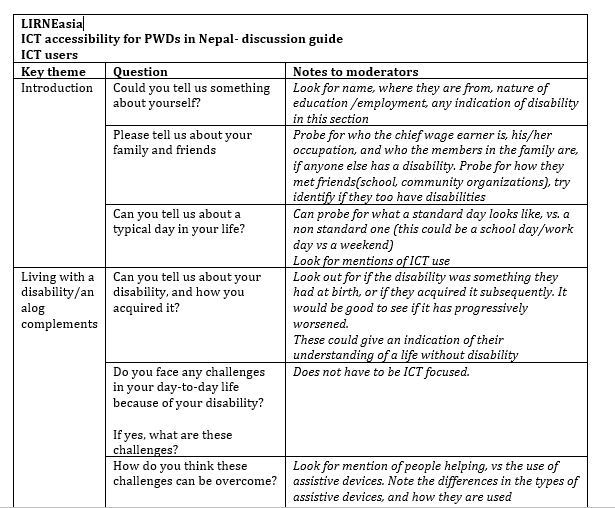 LIRNEasia
ICT accessibility for PWDs in Nepal- discussion guide
ICT users
Key theme
Question
Notes to moderators
Introduction
Could you tell us something
about yourself?
Look for name, where they are from, nature of
education /employment, any indication of disability
in this section
Please tell us about your
family and friends
Probe for who the chief wage earner is, his/her
occupation, and who the members in the family are,
if anyone else has a disability. Probe for how they
met friends(school, community organizations), try
identify if they too have disabilities
Can you tell us about a
typical day in your life?
Can probe for what a standard day looks like, vs. a
non standard one (this could be a school day/work
day vs a weekend)
Look for mentions of ICT use
Living with a
disability/an
alog
complements
Can you tell us about your
disability, and how you
acquired it?
Look out for if the disability was something they
had at birth, or if they acquired it subsequently. It
would be good to see if it has progressively
worsened.
These could give an indication of their
understanding of a life without disability
Do you face any challenges
in your day-to-day life
because of your disability?
If yes, what are these
challenges?
Does not have to be ICT focused.
How do you think these
challenges can be overcome?
Look for mention of people helping, vs the use of
assistive devices. Note the differences in the types of
assistive devices, and how they are used